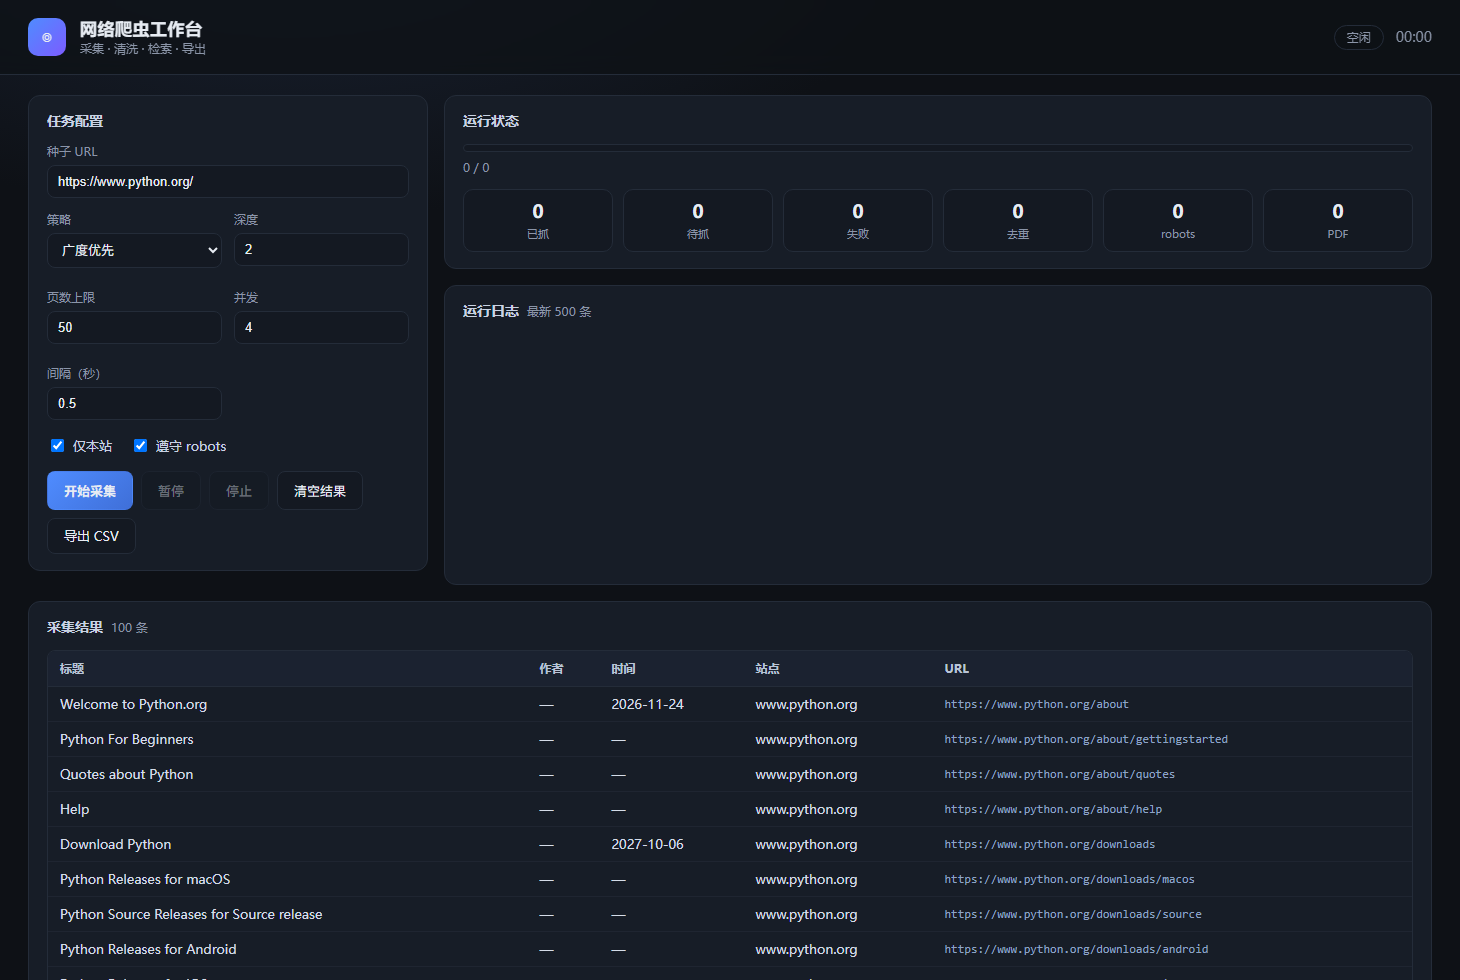 网络爬虫工作台
采集 · 清洗 · 检索 · 导出
空闲 00:00
任务配置
种子 URL
https://www.python.org/
策略 深度
广度优先 2
页数上限 并发
50 4
间隔（秒）
0.5
仅本站 遵守 robots
开始采集 暂停 停止 清空结果
导出 CSV
运行状态
0 / 0
0 0 0 0 0 0
已抓 待抓 失败 去重 robots PDF
运行日志 最新 500 条
采集结果 100 条
标题 作者 时间 站点 URL
Welcome to Python.org — 2026-11-24 www.python.org https://www.python.org/about
Python For Beginners — — www.python.org https://www.python.org/about/gettingstarted
Quotes about Python — — www.python.org https://www.python.org/about/quotes
Help — — www.python.org https://www.python.org/about/help
Download Python — 2027-10-06 www.python.org https://www.python.org/downloads
Python Releases for macOS — — www.python.org https://www.python.org/downloads/macos
Python Source Releases for Source release — — www.python.org https://www.python.org/downloads/source
Python Releases for Android — — www.python.org https://www.python.org/downloads/android